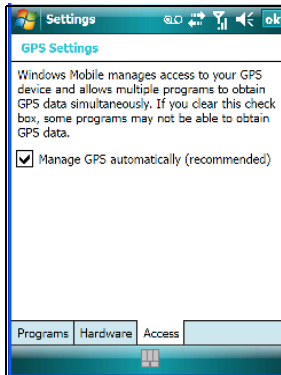 Settings
ok
GPS Settings
Windows Mobile manages access to your GPS
device and allows multiple programs to obtain
GPS data simultaneously. If you clear this check
box, some programs may not be able to obtain
GPS data.
Manage GPS automatically (recommended)
Programs Hardware Access